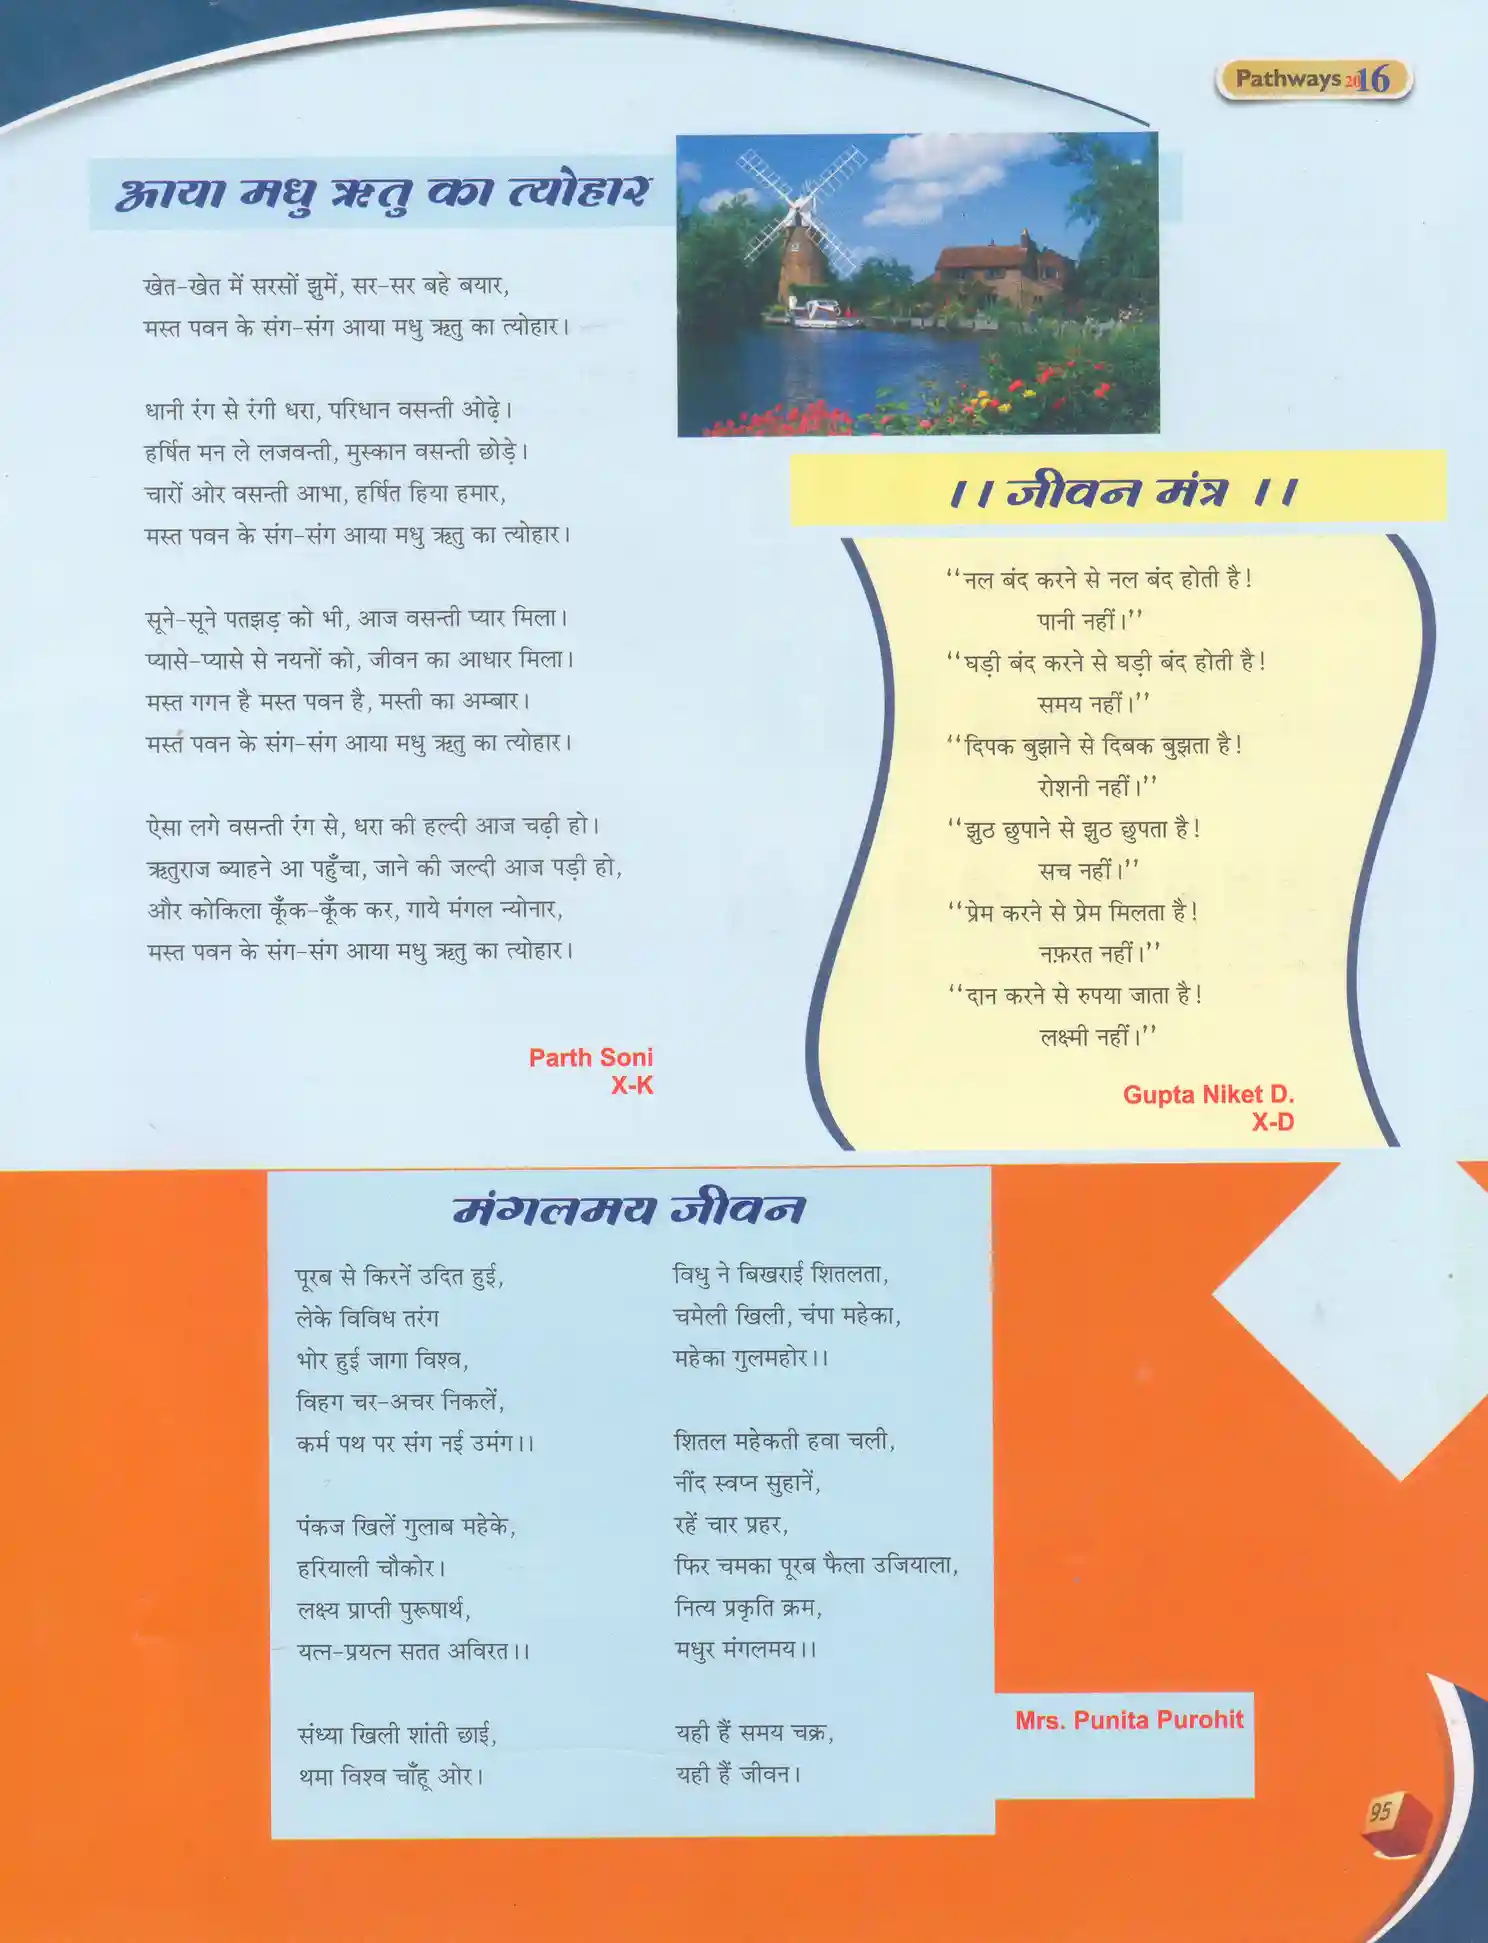 Pathways 2016
आया मधु ऋतु का त्योहार
खेत-खेत में सरसों झुमें, सर-सर बहे बयार,
मस्त पवन के संग-संग आया मधु ऋतु का त्योहार।
धानी रंग से रंगी धरा, परिधान वसन्ती ओढ़े।
हर्षित मन ले लजवन्ती, मुस्कान वसन्ती छोड़े।
चारों ओर वसन्ती आभा, हर्षित हिया हमार,
मस्त पवन के संग-संग आया मधु ऋतु का त्योहार।
सूने-सूने पतझड़ को भी, आज वसन्ती प्यार मिला।
प्यासे-प्यासे से नयनों को, जीवन का आधार मिला।
मस्त गगन है मस्त पवन है, मस्ती का अम्बार।
मस्त पवन के संग-संग आया मधु ऋतु का त्योहार।
ऐसा लगे वसन्ती रंग से, धरा की हल्दी आज चढ़ी हो।
ऋतुराज ब्याहने आ पहुँचा, जाने की जल्दी आज पड़ी हो,
और कोकिला कूँक-कूँक कर, गाये मंगल न्योनार,
मस्त पवन के संग-संग आया मधु ऋतु का त्योहार।
Parth Soni
X-K
।। जीवन मंत्र ।।
“नल बंद करने से नल बंद होती है!
पानी नहीं।”
“घड़ी बंद करने से घड़ी बंद होती है!
समय नहीं।”
“दिपक बुझाने से दिबक बुझता है!
रोशनी नहीं।”
“झुठ छुपाने से झुठ छुपता है!
सच नहीं।”
“प्रेम करने से प्रेम मिलता है!
नफ़रत नहीं।”
“दान करने से रुपया जाता है!
लक्ष्मी नहीं।”
Gupta Niket D.
X-D
मंगलमय जीवन
पूरब से किरनें उदित हुई,
लेके विविध तरंग
भोर हुई जागा विश्व,
विहग चर-अचर निकलें,
कर्म पथ पर संग नई उमंग।।
पंकज खिलें गुलाब महेके,
हरियाली चौकोर।
लक्ष्य प्राप्ती पुरूषार्थ,
यत्न-प्रयत्न सतत अविरत।।
संध्या खिली शांती छाई,
थमा विश्व चाँहू ओर।
विधु ने बिखराई शितलता,
चमेली खिली, चंपा महेका,
महेका गुलमहोर।।
शितल महेकती हवा चली,
नींद स्वप्न सुहानें,
रहें चार प्रहर,
फिर चमका पूरब फैला उजियाला,
नित्य प्रकृति क्रम,
मधुर मंगलमय।।
यही हैं समय चक्र,
यही हैं जीवन।
Mrs. Punita Purohit
95